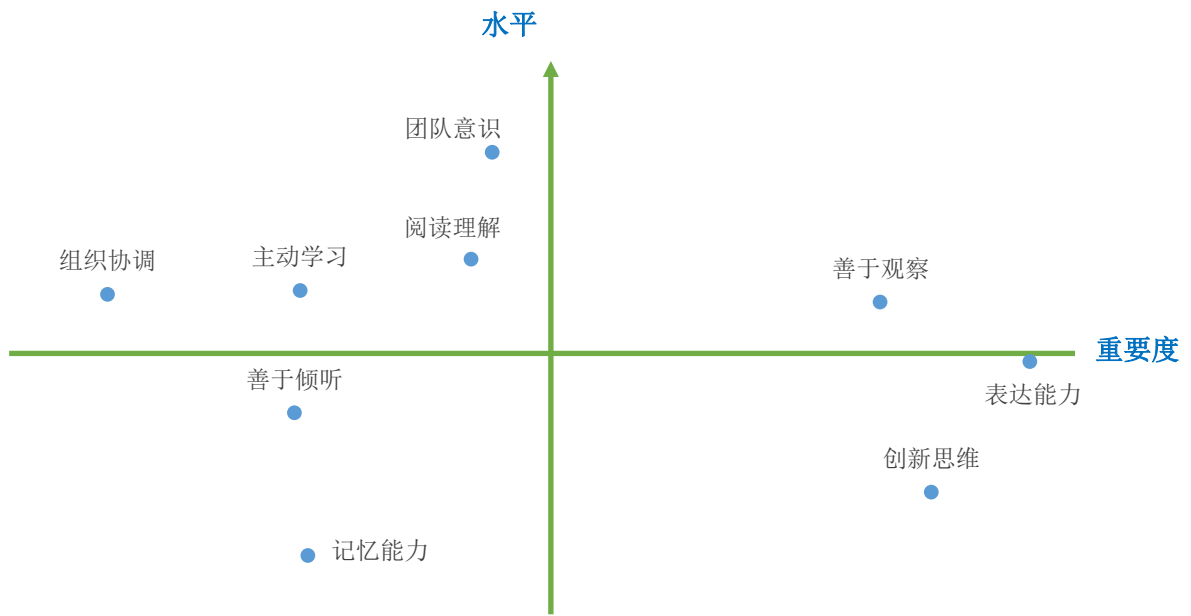 水平
团队意识
阅读理解
组织协调
主动学习
善于观察
重要度
善于倾听
表达能力
创新思维
记忆能力